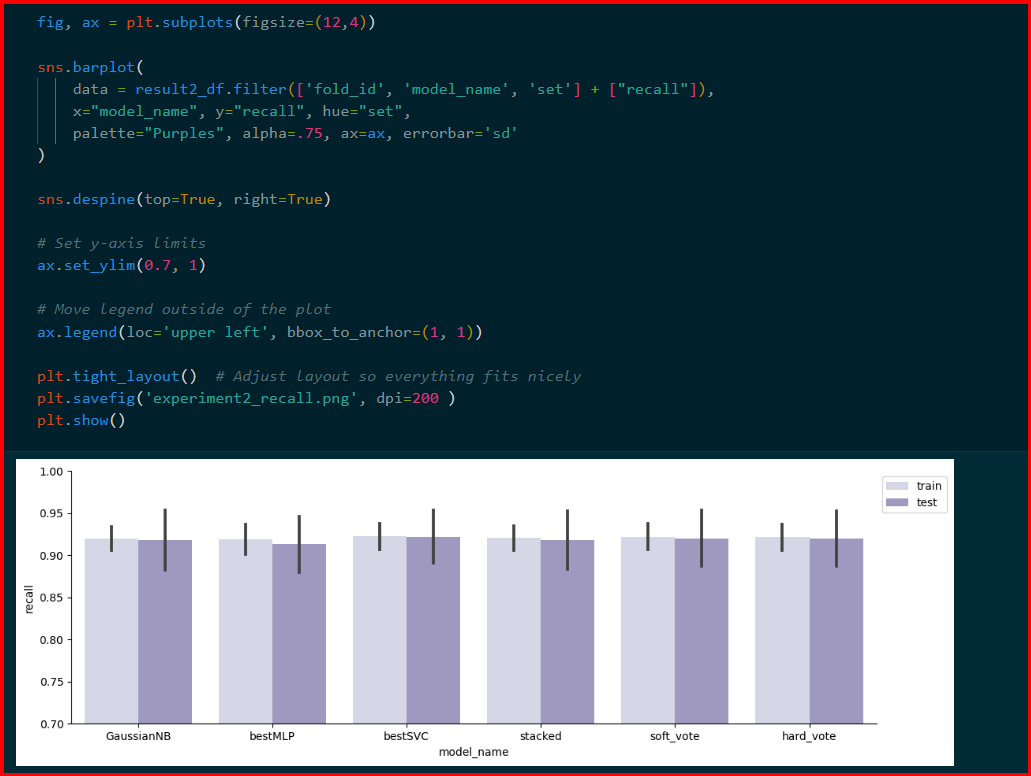 fig, ax = plt.subplots(figsize=(12,4))
sns.barplot(
data = result2_df.filter(['fold_id', 'model_name', 'set'] + ["recall"]),
x="model_name", y="recall", hue="set",
palette="Purples", alpha=.75, ax=ax, errorbar='sd'
)
sns.despine(top=True, right=True)
# Set y-axis limits
ax.set_ylim(0.7, 1)
# Move legend outside of the plot
ax.legend(loc='upper left', bbox_to_anchor=(1, 1))
plt.tight_layout()  # Adjust layout so everything fits nicely
plt.savefig('experiment2_recall.png', dpi=200 )
plt.show()
1.00
0.95
0.90
0.85
0.80
0.75
0.70
recall
GaussianNB bestMLP bestSVC stacked soft_vote hard_vote
model_name
train
test